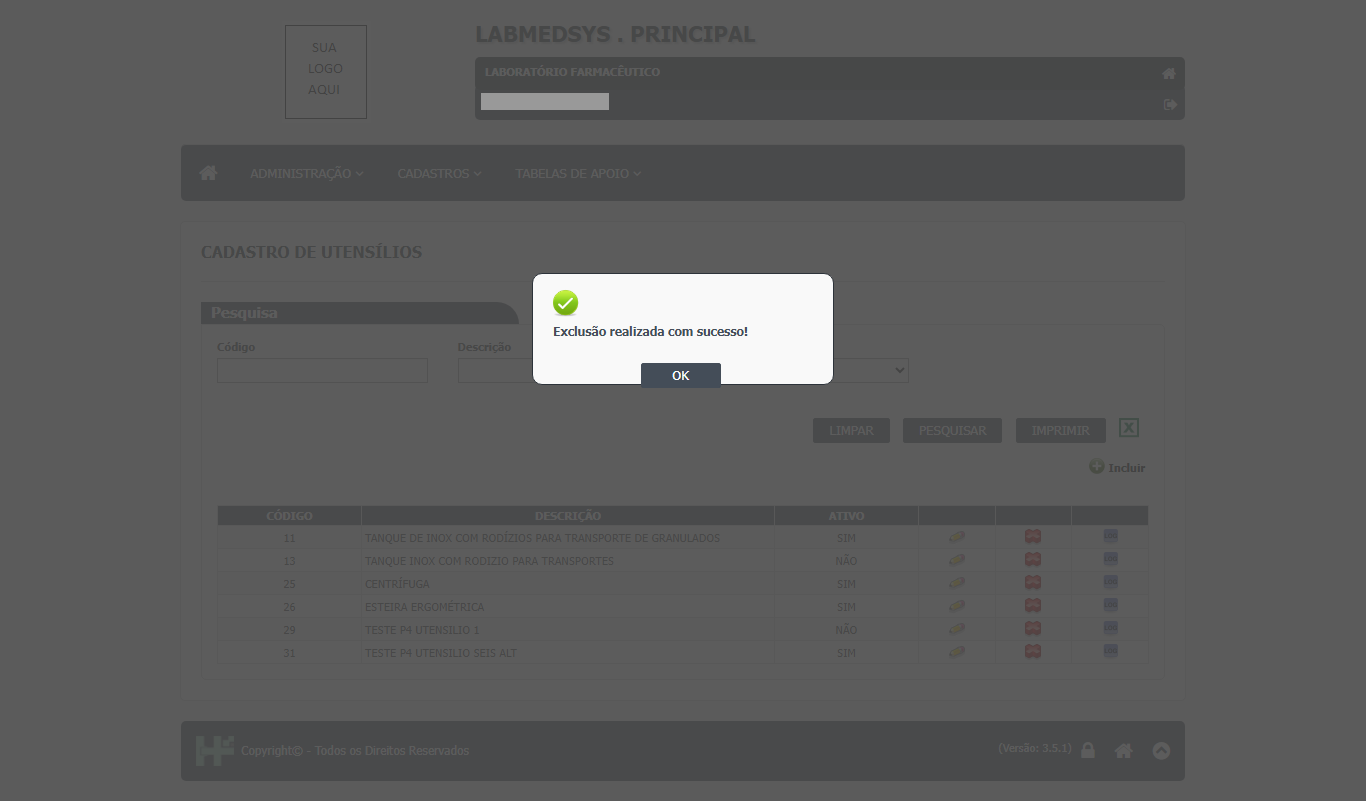 SUA
LOGO
AQUI
LABMEDSYS . PRINCIPAL
LABORATÓRIO FARMACÊUTICO
ADMINISTRAÇÃO CADASTROS TABELAS DE APOIO
CADASTRO DE UTENSÍLIOS
Exclusão realizada com sucesso!
OK
Pesquisa
Código Descrição
LIMPAR PESQUISAR IMPRIMIR X
Incluir
CÓDIGO DESCRIÇÃO ATIVO
11 TANQUE DE INOX COM RODÍZIOS PARA TRANSPORTE DE GRANULADOS SIM
13 TANQUE INOX COM RODIZIO PARA TRANSPORTES NÃO
25 CENTRÍFUGA SIM
26 ESTEIRA ERGOMÉTRICA SIM
29 TESTE P4 UTENSILIO 1 NÃO
31 TESTE P4 UTENSILIO SEIS ALT SIM
Copyright© - Todos os Direitos Reservados (Versão: 3.5.1)